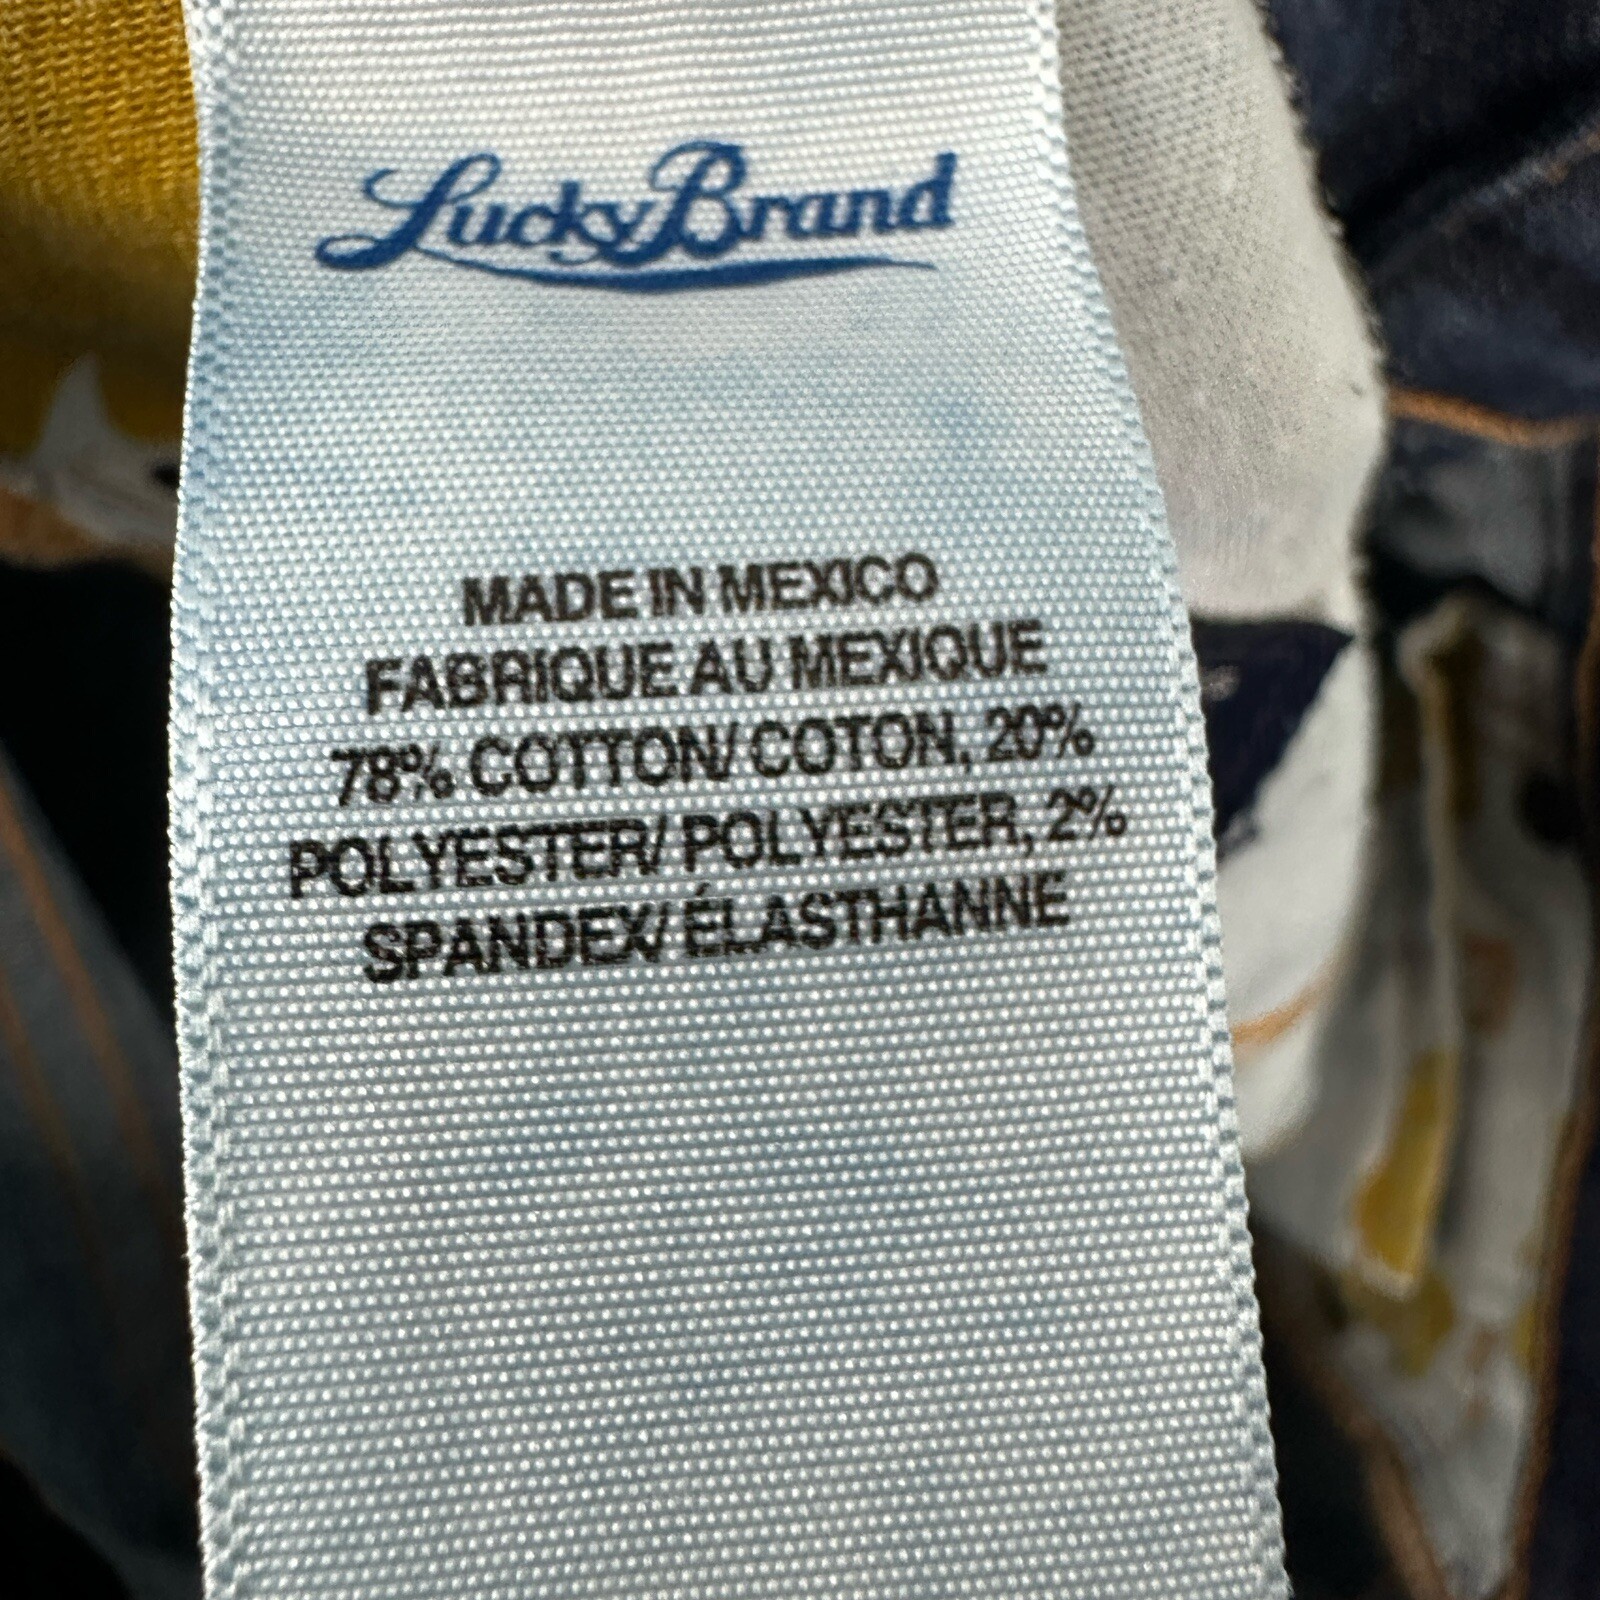 Lucky Brand
MADE IN MEXICO
FABRIQUE AU MEXIQUE
78% COTTON/ COTON, 20%
POLYESTER/ POLYESTER, 2%
SPANDEX/ ÉLASTHANNE